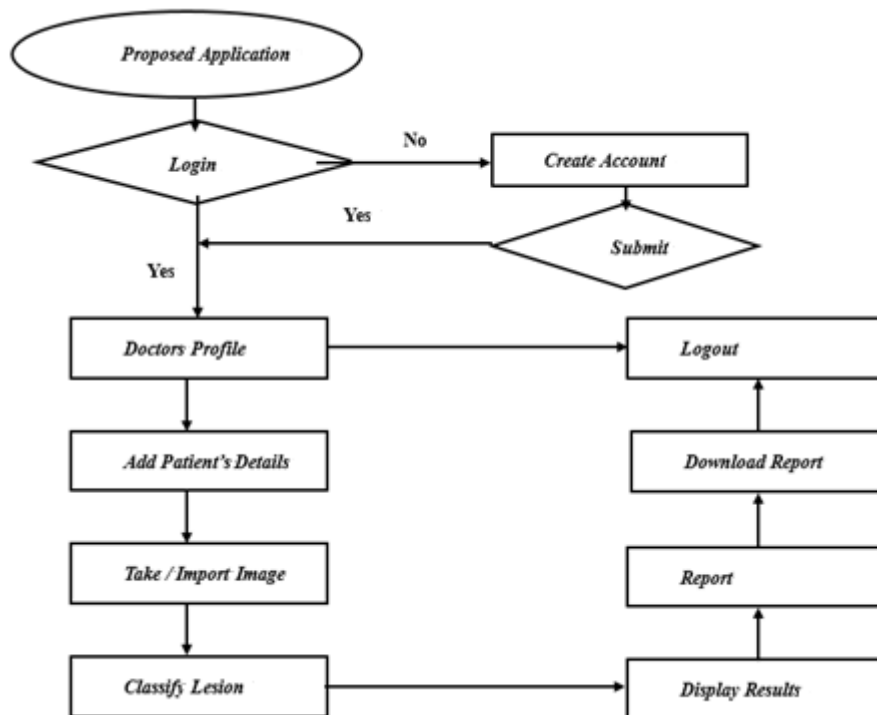 Proposed Application
No
Login
Create Account
Yes
Submit
Yes
Doctors Profile
Logout
Add Patient's Details
Download Report
Take / Import Image
Report
Classify Lesion
Display Results